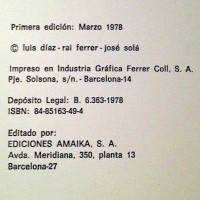 Primera edición: Marzo 1978
© luis díaz-rai ferrer-josé solá
Impreso en Industria Gráfica Ferrer Coll, S. A.
Pje. Solsona, s/n.- Barcelona-14
Depósito Legal: B. 6.363-1978
ISBN: 84-85163-49-4
Editado por:
EDICIONES AMAIKA, S. A.
Avda. Meridiana, 350, planta 13
Barcelona-27